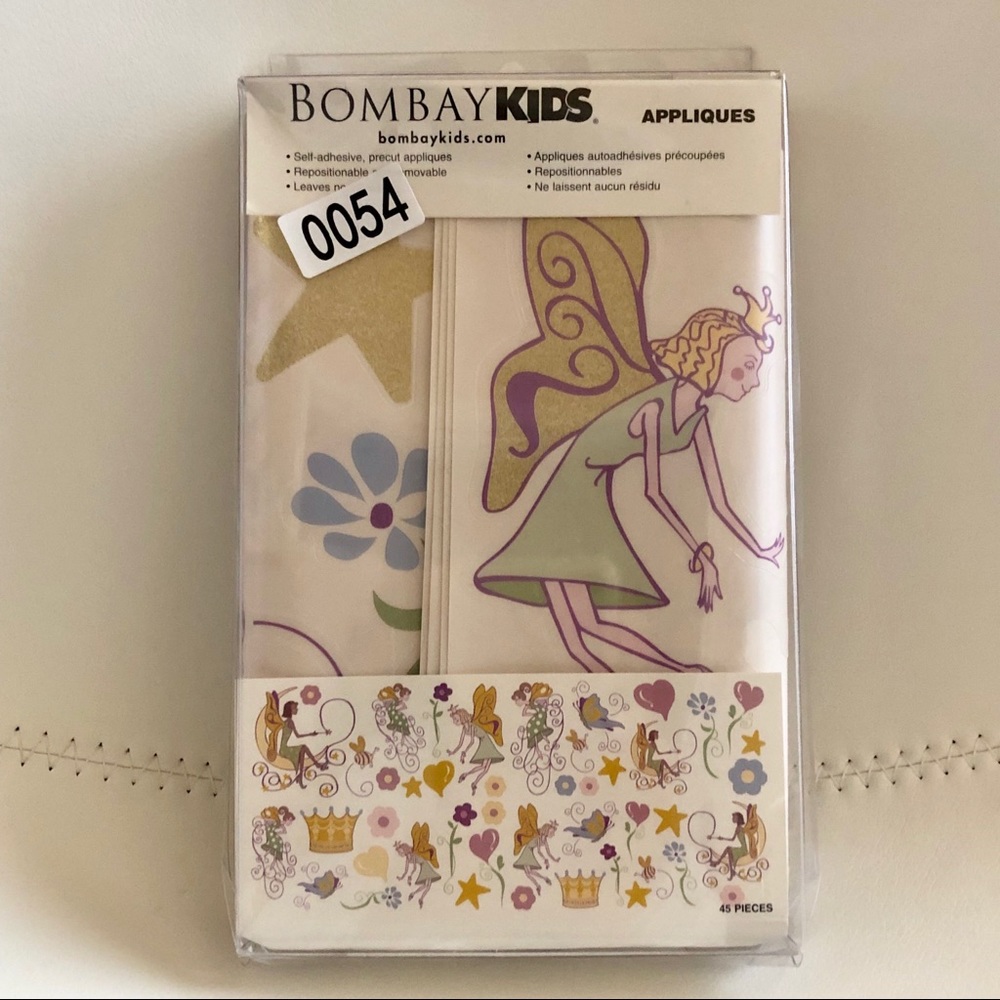 BOMBAYKIDS®
APPLIQUES
bombaykids.com
• Self-adhesive, precut appliques
• Repositionable movable
• Leaves
0054
• Appliques autoadhésives précoupées
• Repositionnables
• Ne laissent aucun résidu
45 PIECES